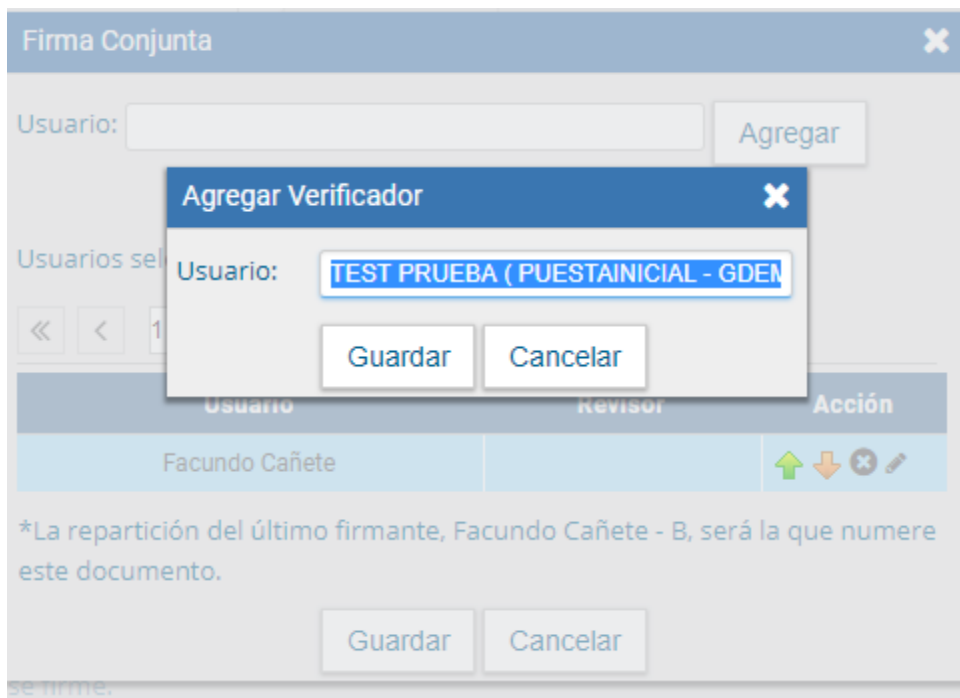 Firma Conjunta
Usuario:
Agregar
Agregar Verificador
Usuarios sel
Usuario:
TEST PRUEBA ( PUESTAINICIAL - GDEM
1
Guardar Cancelar
Usuario Revisor Acción
Facundo Cañete
*La repartición del último firmante, Facundo Cañete - B, será la que numere
este documento.
Guardar Cancelar
se firme.